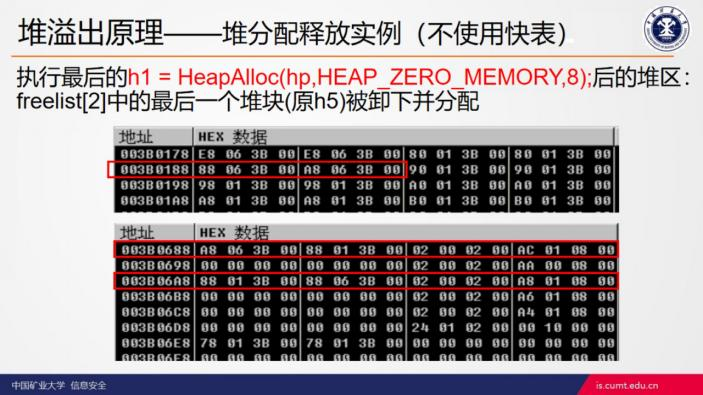 堆溢出原理——堆分配释放实例（不使用快表）
执行最后的h1 = HeapAlloc(hp,HEAP_ZERO_MEMORY,8);后的堆区：
freelist[2]中的最后一个堆块(原h5)被卸下并分配
地址 HEX 数据
003B0178 E8 06 3B 00 E8 06 3B 00 80 01 3B 00 80 01 3B 00
003B0188 88 06 3B 00 A8 06 3B 00 90 01 3B 00 90 01 3B 00
003B0198 98 01 3B 00 98 01 3B 00 A0 01 3B 00 A0 01 3B 00
003B01A8 A8 01 3B 00 A8 01 3B 00 B0 01 3B 00 B0 01 3B 00
地址 HEX 数据
003B0688 A8 06 3B 00 88 01 3B 00 02 00 02 00 AC 01 08 00
003B0698 00 00 00 00 00 00 00 00 02 00 02 00 AA 00 08 00
003B06A8 88 01 3B 00 88 06 3B 00 02 00 02 00 A8 01 08 00
003B06B8 00 00 00 00 00 00 00 00 02 00 02 00 A6 01 08 00
003B06C8 00 00 00 00 00 00 00 00 02 00 02 00 A4 01 08 00
003B06D8 00 00 00 00 00 00 00 00 24 01 02 00 00 10 00 00
003B06E8 78 01 3B 00 78 01 3B 00 00 00 00 00 00 00 00 00
中国矿业大学 信息安全
is.cumt.edu.cn